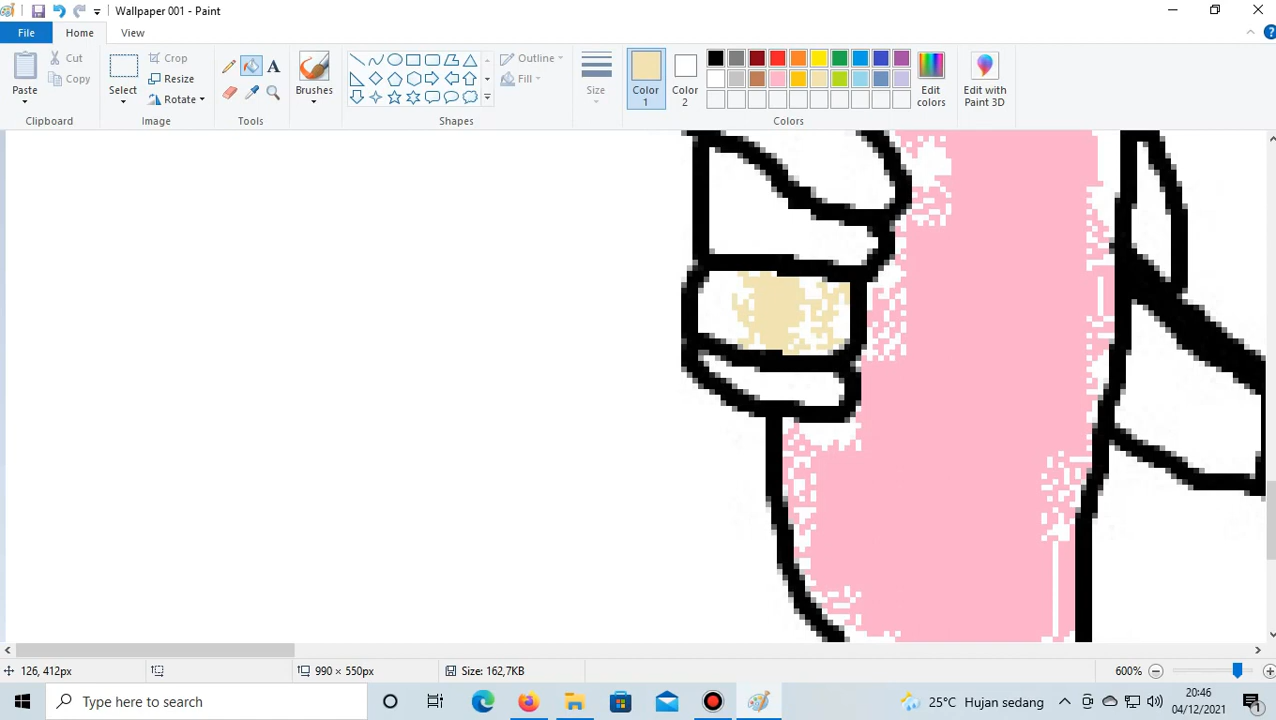 Wallpaper 001 - Paint
File Home View
Paste Cut Copy Clipboard
Select Crop Resize Rotate Image
A Tools
Brushes
Outline Fill Shapes
Size
Color 1 Color 2 Edit colors Colors
Edit with Paint 3D
126, 412px 990 × 550px Size: 162,7KB 600%
Type here to search 25°C Hujan sedang 20:46 04/12/2021 1